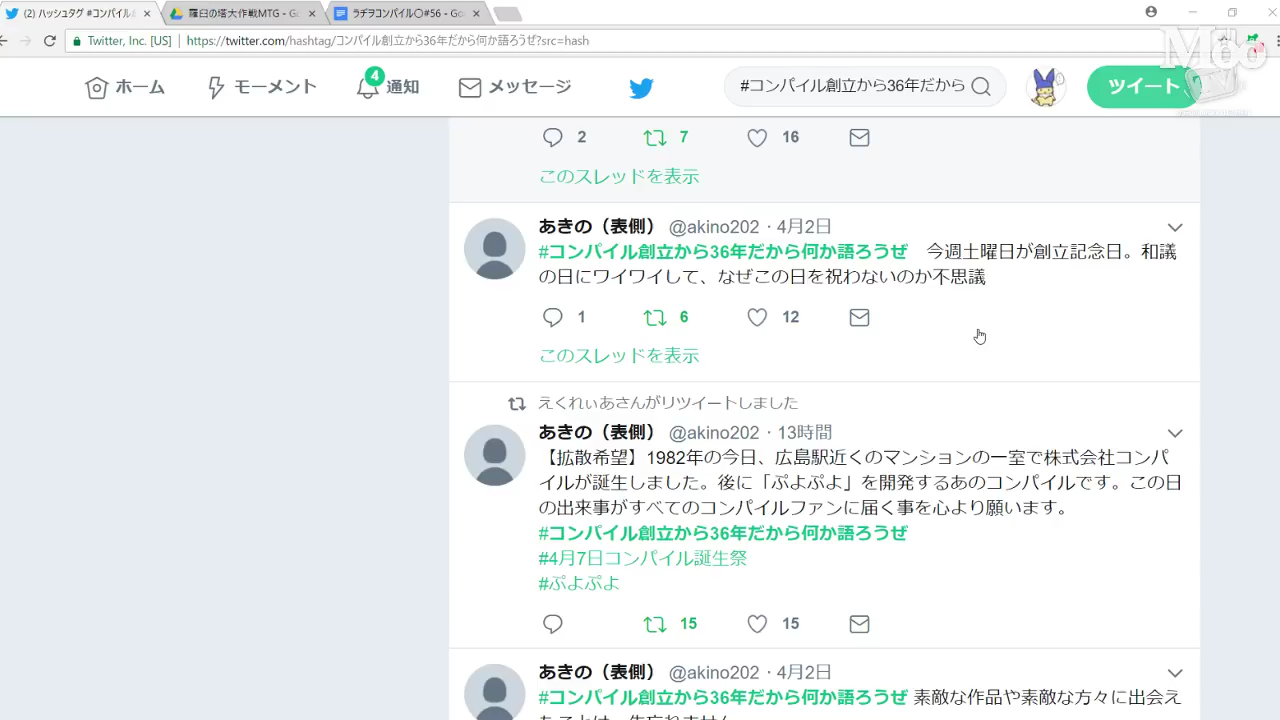 (2) ハッシュタグ #コンパイル
羅臼の塔大作戦MTG - G
ラヂヲコンパイル〇#56 - Go
Twitter, Inc. [US] | https://twitter.com/hashtag/コンパイル創立から36年だから何か語ろうぜ?src=hash
Moo
ホーム
モーメント
4
通知
メッセージ
#コンパイル創立から36年だから
ツイート
2 7 16
このスレッドを表示
あきの（表側） @akino202 · 4月2日
#コンパイル創立から36年だから何か語ろうぜ 今週土曜日が創立記念日。和議
の日にワイワイして、なぜこの日を祝わないのか不思議
1 6 12
このスレッドを表示
えくれぃあさんがリツイートしました
あきの（表側） @akino202 · 13時間
【拡散希望】1982年の今日、広島駅近くのマンションの一室で株式会社コンパ
イルが誕生しました。後に「ぷよぷよ」を開発するあのコンパイルです。この日
の出来事がすべてのコンパイルファンに届く事を心より願います。
#コンパイル創立から36年だから何か語ろうぜ
#4月7日コンパイル誕生祭
#ぷよぷよ
15 15
あきの（表側） @akino202 · 4月2日
#コンパイル創立から36年だから何か語ろうぜ 素敵な作品や素敵な方々に出会え